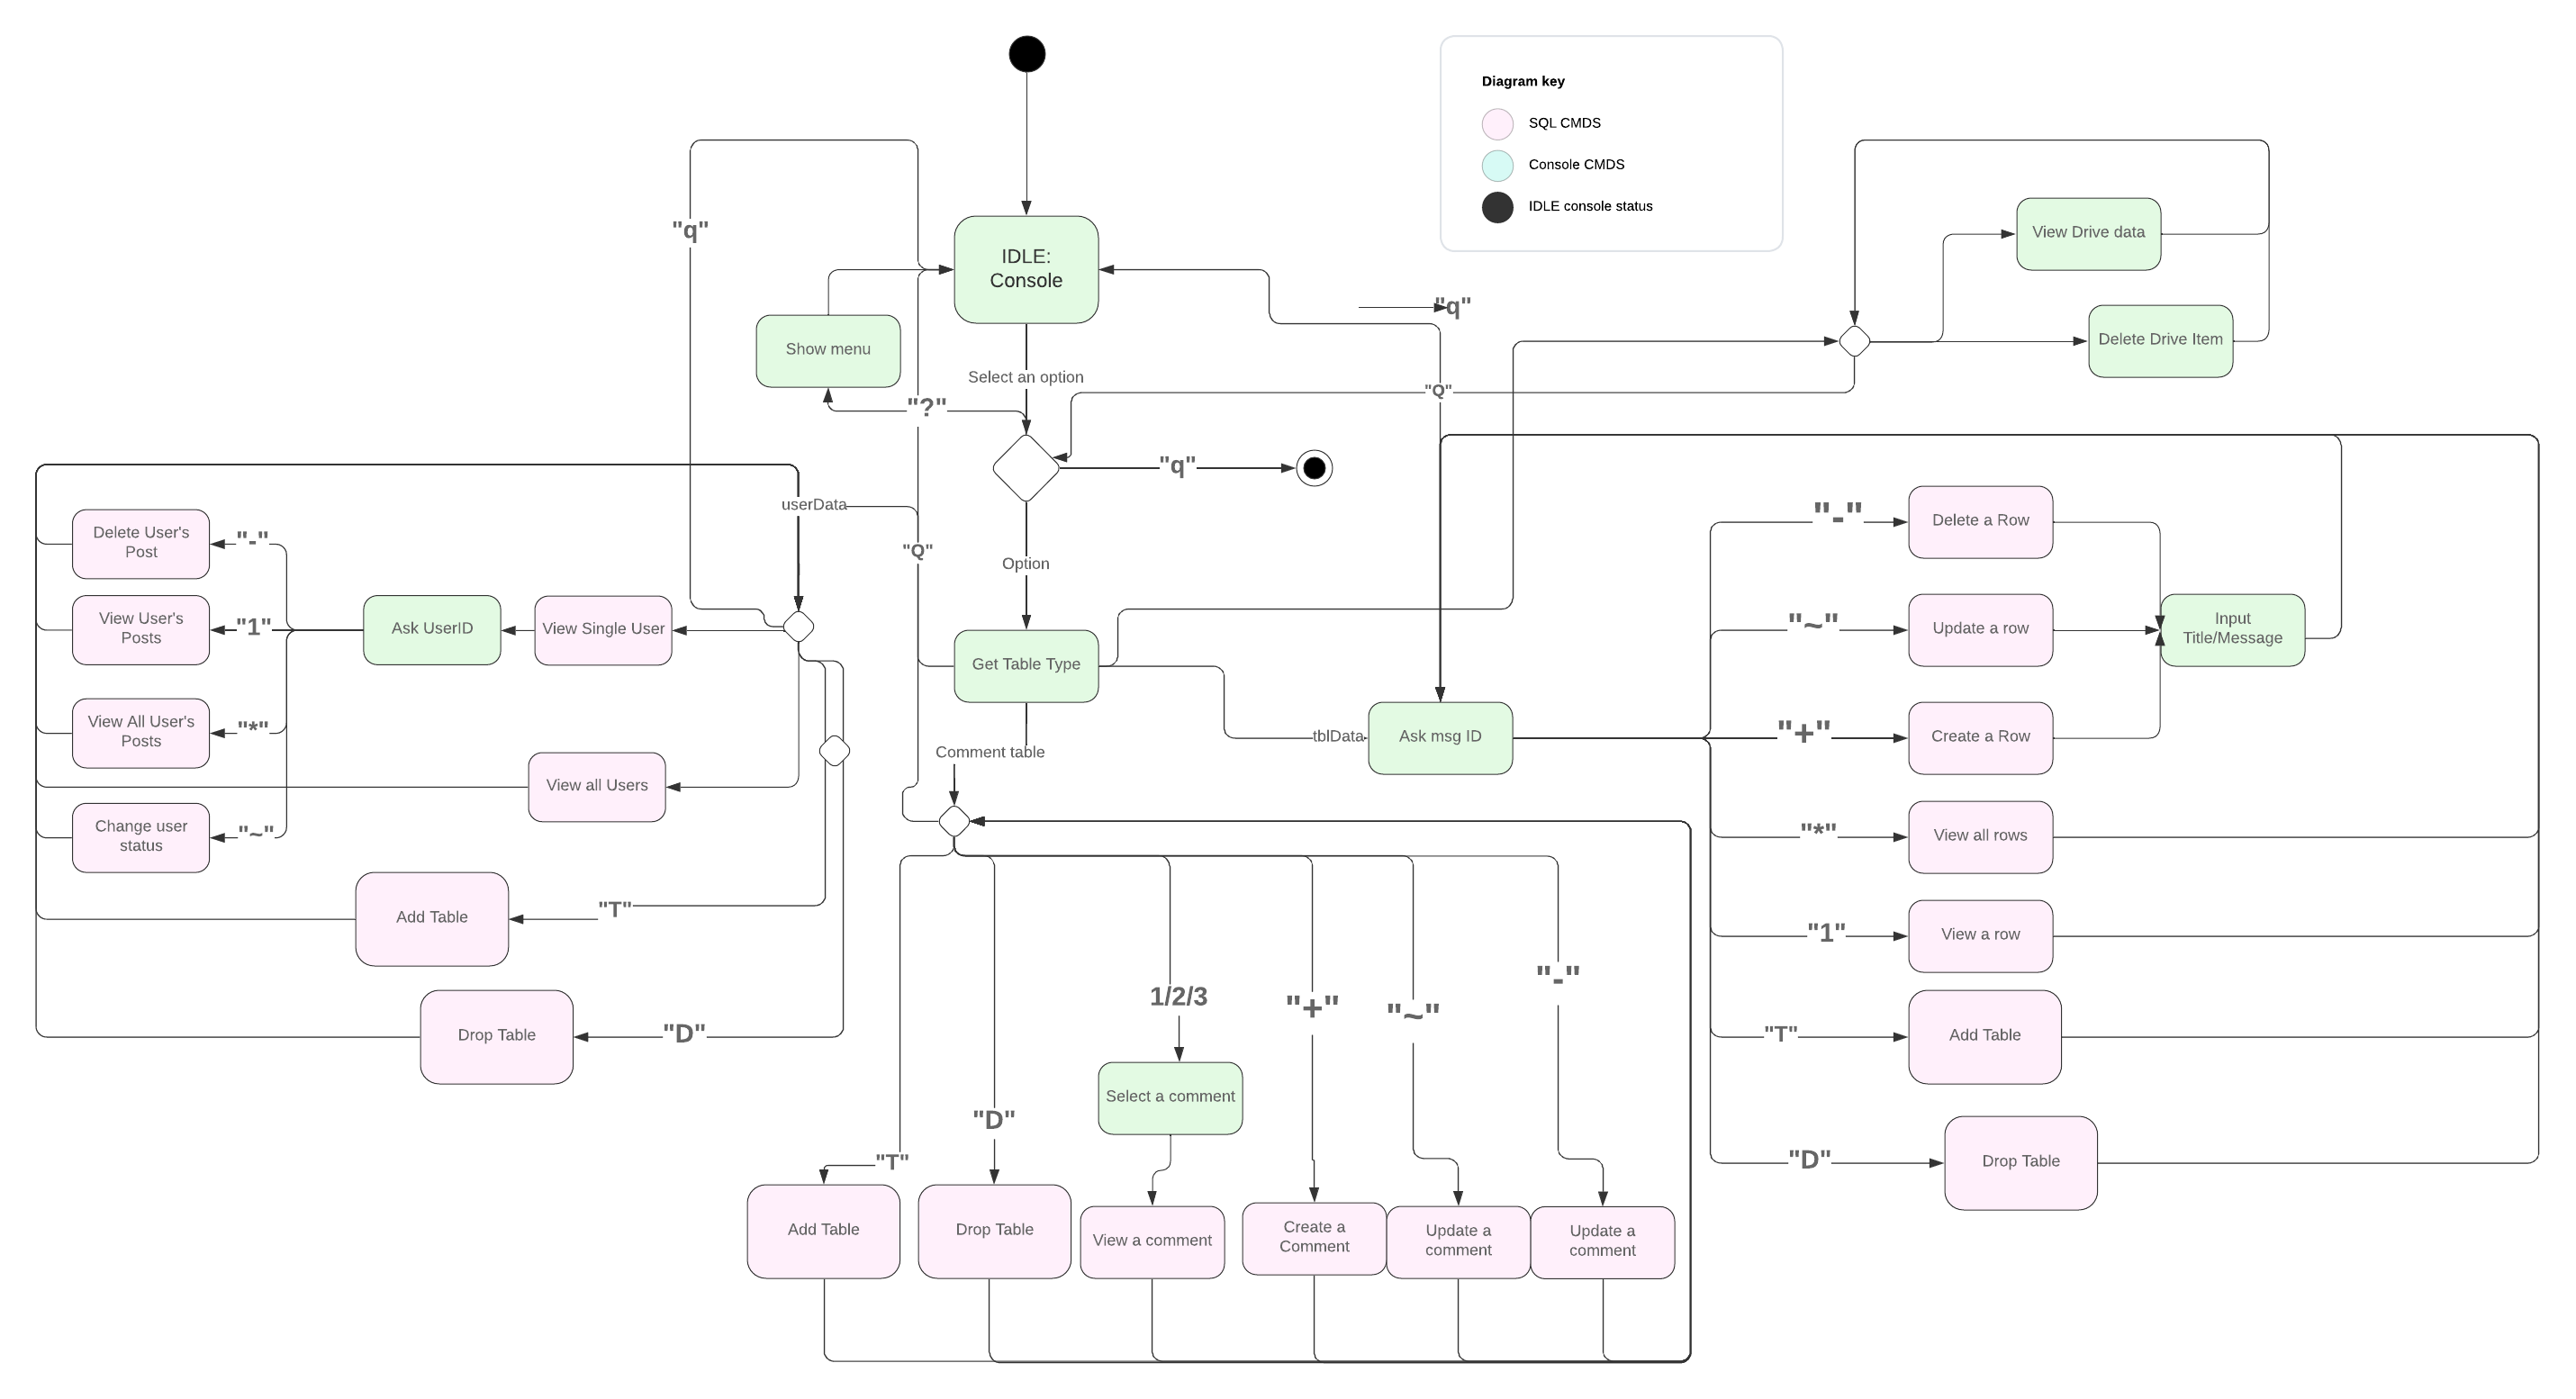 Diagram key
SQL CMDS
Console CMDS
IDLE console status
"q"
IDLE:
Console
View Drive data
"q"
Show menu
Delete Drive Item
Select an option
"Q"
"?"
"q"
userData
"Q"
Option
Delete User's
Post
"-"
View User's
Posts
"1"
Ask UserID
View Single User
View All User's
Posts
"*"
View all Users
Change user
status
"~"
Add Table
"T"
Drop Table
"D"
Get Table Type
tblData
Ask msg ID
Comment table
"-"
Delete a Row
"~"
Update a row
Input
Title/Message
"+"
Create a Row
"*"
View all rows
"1"
View a row
"T"
Add Table
"D"
Drop Table
"-"
1/2/3
"+"
"~"
Select a comment
"D"
"T"
Add Table
Drop Table
View a comment
Create a
Comment
Update a
comment
Update a
comment